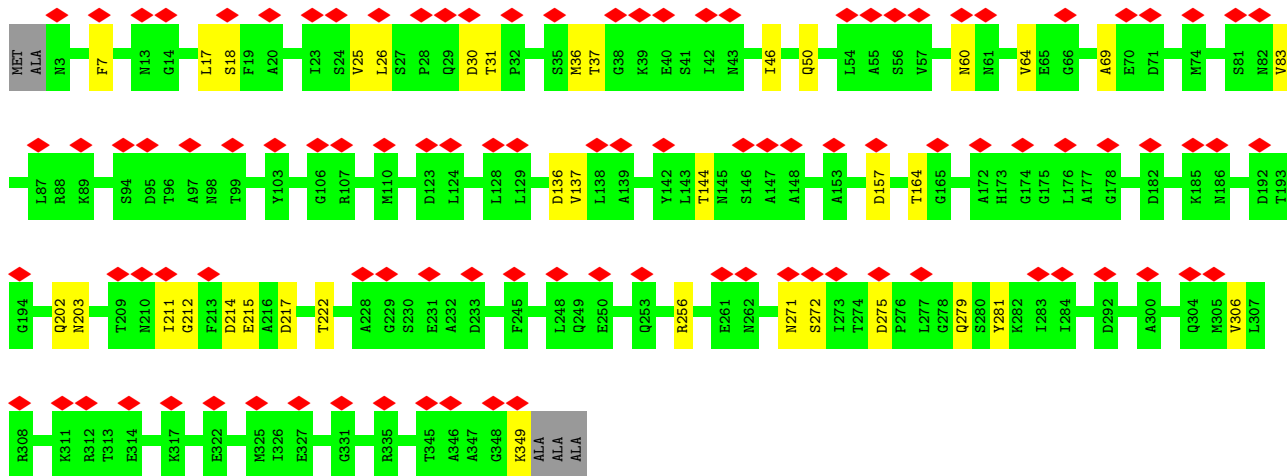 MET ALA N3 F7 N13 G14 L17 S18 F19 A20 I23 S24 V25 L26 S27 P28 Q29 D30 T31 P32 S35 M36 T37 G38 K39 E40 S41 I42 N43 I46 Q50 L54 A55 S56 V57 N60 N61 V64 E65 G66 A69 E70 D71 M74 S81 N82 V83
L87 R88 K89 S94 D95 T96 A97 N98 T99 Y103 G106 R107 M110 D123 L124 L128 L129 D136 V137 L138 A139 Y142 L143 T144 N145 S146 A147 A148 A153 D157 T164 G165 A172 H173 G174 G175 L176 A177 G178 D182 K185 N186 D192 T193
G194 Q202 N203 T209 N210 I211 G212 F213 D214 E215 A216 D217 T222 A228 G229 S230 E231 A232 D233 F245 L248 Q249 E250 Q253 R256 E261 N262 N271 S272 I273 T274 D275 P276 L277 G278 Q279 S280 Y281 K282 I283 I284 D292 A300 Q304 M305 V306 L307
R308 K311 R312 T313 E314 K317 E322 M325 I326 E327 G331 R335 T345 A346 A347 G348 K349 ALA ALA ALA